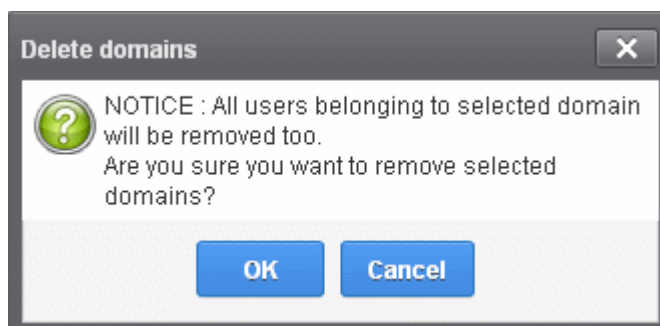 Delete domains
NOTICE : All users belonging to selected domain
will be removed too.
Are you sure you want to remove selected
domains?
OK
Cancel